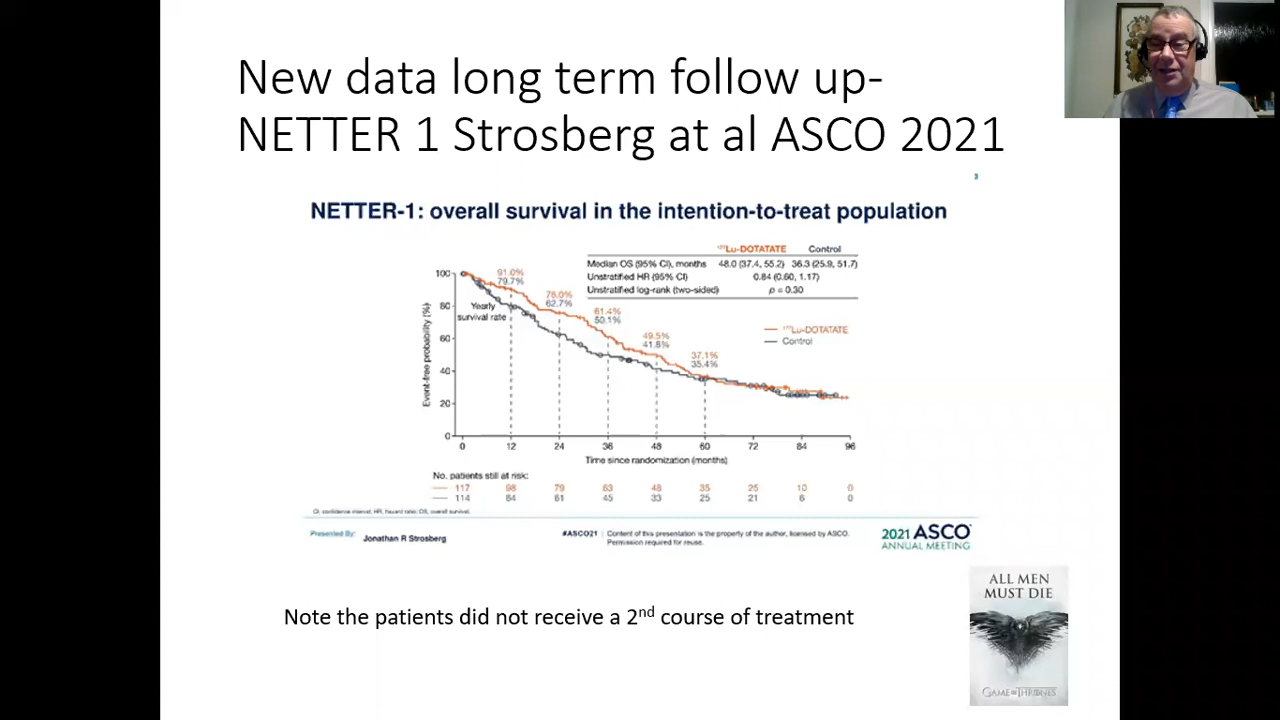 New data long term follow up-
NETTER 1 Strosberg at al ASCO 2021
3
NETTER-1: overall survival in the intention-to-treat population
¹⁷⁷Lu-DOTATATE Control
Median OS (95% CI), months 48.0 (37.4, 55.2) 36.3 (25.9, 51.7)
Unstratified HR (95% CI) 0.84 (0.60, 1.17)
Unstratified log-rank (two-sided) p = 0.30
Event-free probability (%)
100
80
60
40
20
0
Yearly
survival rate
91.0%
79.7%
76.0%
62.7%
61.4%
50.1%
49.5%
41.8%
37.1%
35.4%
¹⁷⁷Lu-DOTATATE
Control
0 12 24 36 48 60 72 84 96
Time since randomization (months)
No. patients still at risk:
117 98 79 63 48 35 25 10 0
114 84 61 45 33 25 21 6 0
CI, confidence interval; HR, hazard ratio; OS, overall survival.
Presented By: Jonathan R Strosberg
#ASCO21 | Content of this presentation is the property of the author, licensed by ASCO.
Permission required for reuse.
2021 ASCO
ANNUAL MEETING
Note the patients did not receive a 2nd course of treatment
ALL MEN
MUST DIE
GAME OF THRONES